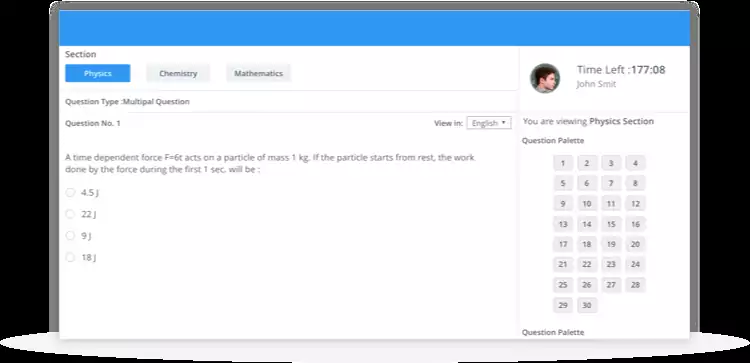 Section
Physics Chemistry Mathematics
Question Type :Multipal Question
Question No. 1 View in: English
A time dependent force F=6t acts on a particle of mass 1 kg. If the particle starts from rest, the work
done by the force during the first 1 sec. will be :
4.5 J
22 J
9 J
18 J
Time Left :177:08
John Smit
You are viewing Physics Section
Question Palette
1 2 3 4
5 6 7 8
9 10 11 12
13 14 15 16
17 18 19 20
21 22 23 24
25 26 27 28
29 30
Question Palette